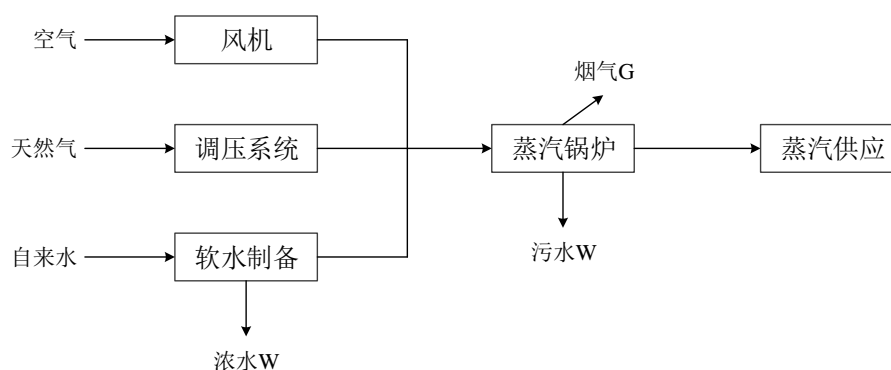 空气
风机
烟气G
天然气
调压系统
蒸汽锅炉
蒸汽供应
自来水
软水制备
污水W
浓水W